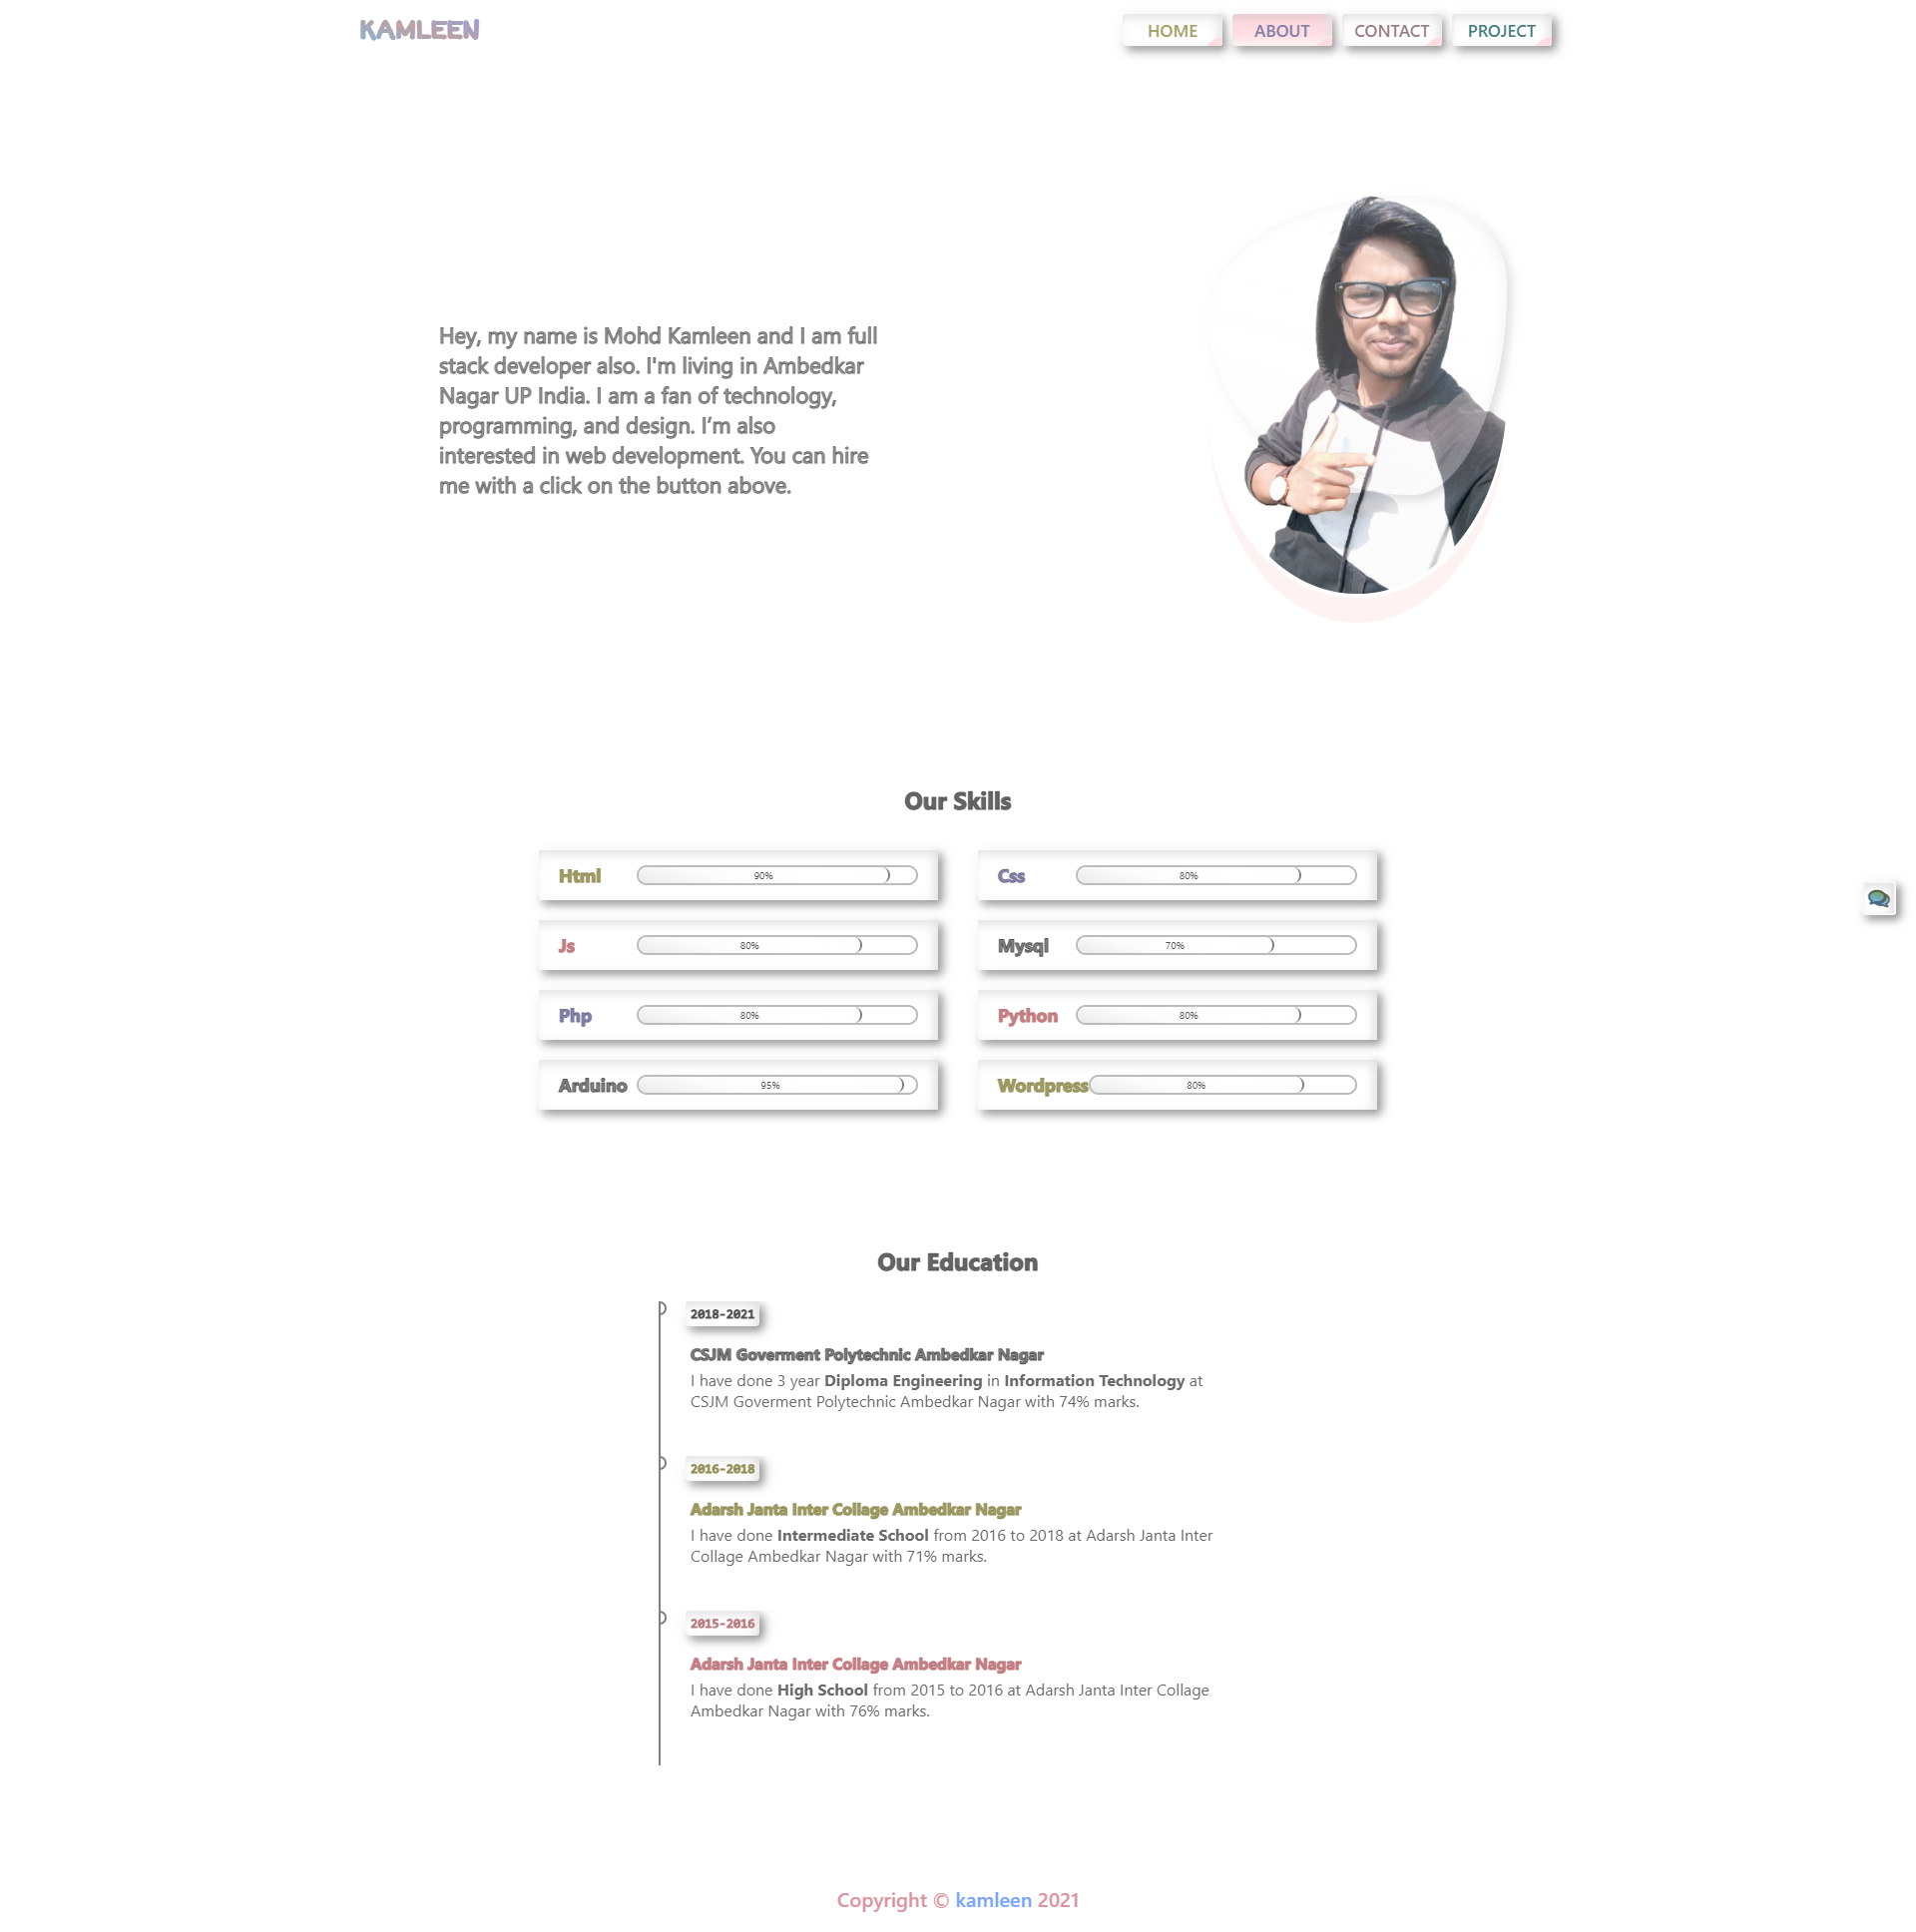 KAMLEEN
HOME
ABOUT
CONTACT
PROJECT
Hey, my name is Mohd Kamleen and I am full
stack developer also. I'm living in Ambedkar
Nagar UP India. I am a fan of technology,
programming, and design. I’m also
interested in web development. You can hire
me with a click on the button above.
Our Skills
Html 90%
Css 80%
Js 80%
Mysql 70%
Php 80%
Python 80%
Arduino 95%
Wordpress 80%
Our Education
2018-2021
CSJM Goverment Polytechnic Ambedkar Nagar
I have done 3 year Diploma Engineering in Information Technology at
CSJM Goverment Polytechnic Ambedkar Nagar with 74% marks.
2016-2018
Adarsh Janta Inter Collage Ambedkar Nagar
I have done Intermediate School from 2016 to 2018 at Adarsh Janta Inter
Collage Ambedkar Nagar with 71% marks.
2015-2016
Adarsh Janta Inter Collage Ambedkar Nagar
I have done High School from 2015 to 2016 at Adarsh Janta Inter Collage
Ambedkar Nagar with 76% marks.
Copyright © kamleen 2021